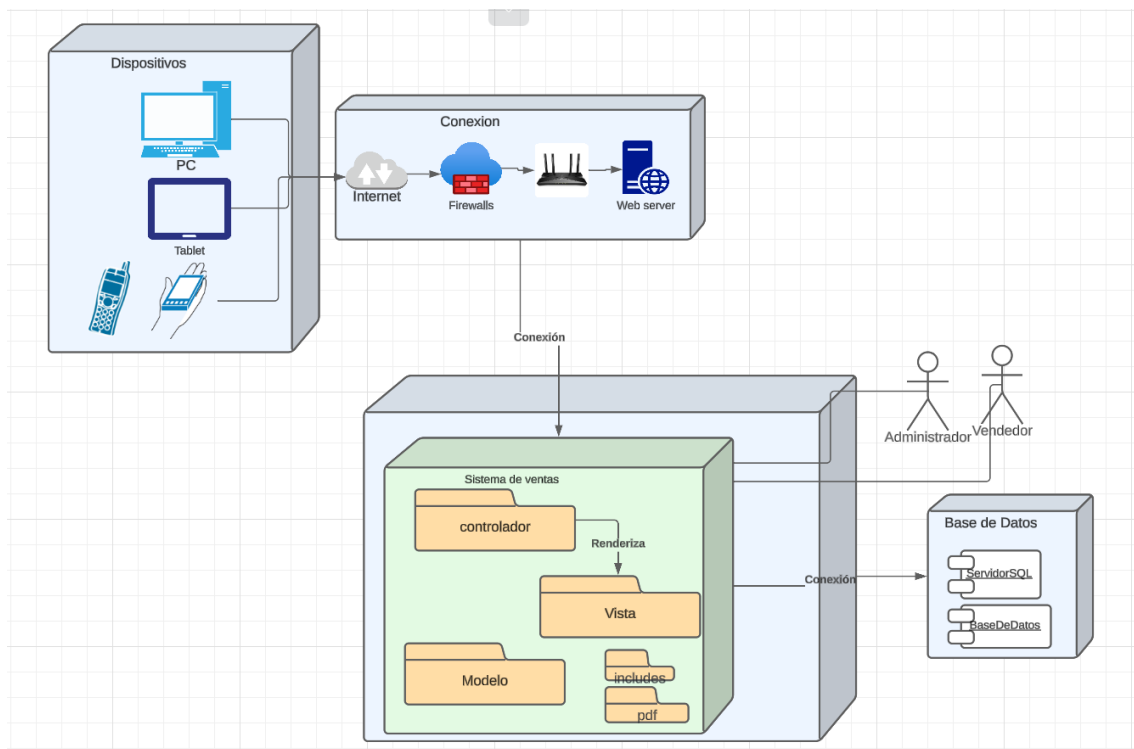 Dispositivos
PC
Tablet
Conexion
Internet
Firewalls
Web server
Conexión
Administrador
Vendedor
Sistema de ventas
controlador
Renderiza
Vista
Modelo
includes
pdf
Conexión
Base de Datos
ServidorSQL
BaseDeDatos